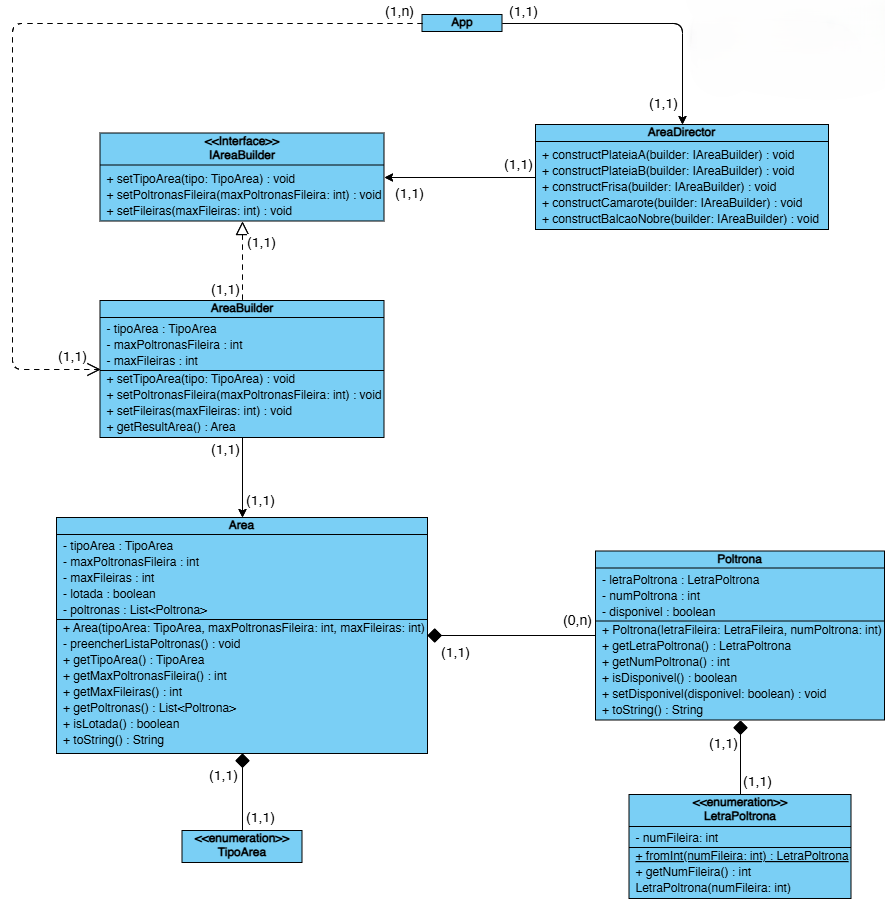 (1,n)
App
(1,1)
(1,1)
AreaDirector
+ constructPlateiaA(builder: IAreaBuilder) : void
+ constructPlateiaB(builder: IAreaBuilder) : void
+ constructFrisa(builder: IAreaBuilder) : void
+ constructCamarote(builder: IAreaBuilder) : void
+ constructBalcaoNobre(builder: IAreaBuilder) : void
(1,1)
(1,1)
<<Interface>>
IAreaBuilder
+ setTipoArea(tipo: TipoArea) : void
+ setPoltronasFileira(maxPoltronasFileira: int) : void
+ setFileiras(maxFileiras: int) : void
(1,1)
(1,1)
(1,1)
AreaBuilder
- tipoArea : TipoArea
- maxPoltronasFileira : int
- maxFileiras : int
+ setTipoArea(tipo: TipoArea) : void
+ setPoltronasFileira(maxPoltronasFileira: int) : void
+ setFileiras(maxFileiras: int) : void
+ getResultArea() : Area
(1,1)
(1,1)
Area
- tipoArea : TipoArea
- maxPoltronasFileira : int
- maxFileiras : int
- lotada : boolean
- poltronas : List<Poltrona>
+ Area(tipoArea: TipoArea, maxPoltronasFileira: int, maxFileiras: int)
- preencherListaPoltronas() : void
+ getTipoArea() : TipoArea
+ getMaxPoltronasFileira() : int
+ getMaxFileiras() : int
+ getPoltronas() : List<Poltrona>
+ isLotada() : boolean
+ toString() : String
(1,1)
(0,n)
Poltrona
- letraPoltrona : LetraPoltrona
- numPoltrona : int
- disponivel : boolean
+ Poltrona(letraFileira: LetraFileira, numPoltrona: int)
+ getLetraPoltrona() : LetraPoltrona
+ getNumPoltrona() : int
+ isDisponivel() : boolean
+ setDisponivel(disponivel: boolean) : void
+ toString() : String
(1,1)
(1,1)
<<enumeration>>
TipoArea
(1,1)
(1,1)
<<enumeration>>
LetraPoltrona
- numFileira: int
+ fromInt(numFileira: int) : LetraPoltrona
+ getNumFileira() : int
LetraPoltrona(numFileira: int)